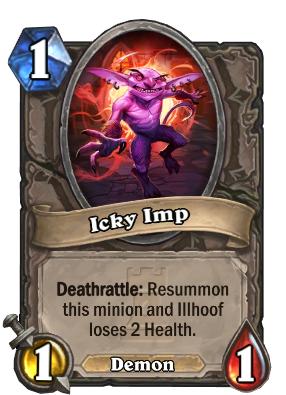 1
Icky Imp
Deathrattle: Resummon
this minion and Illhoof
loses 2 Health.
1 Demon 1